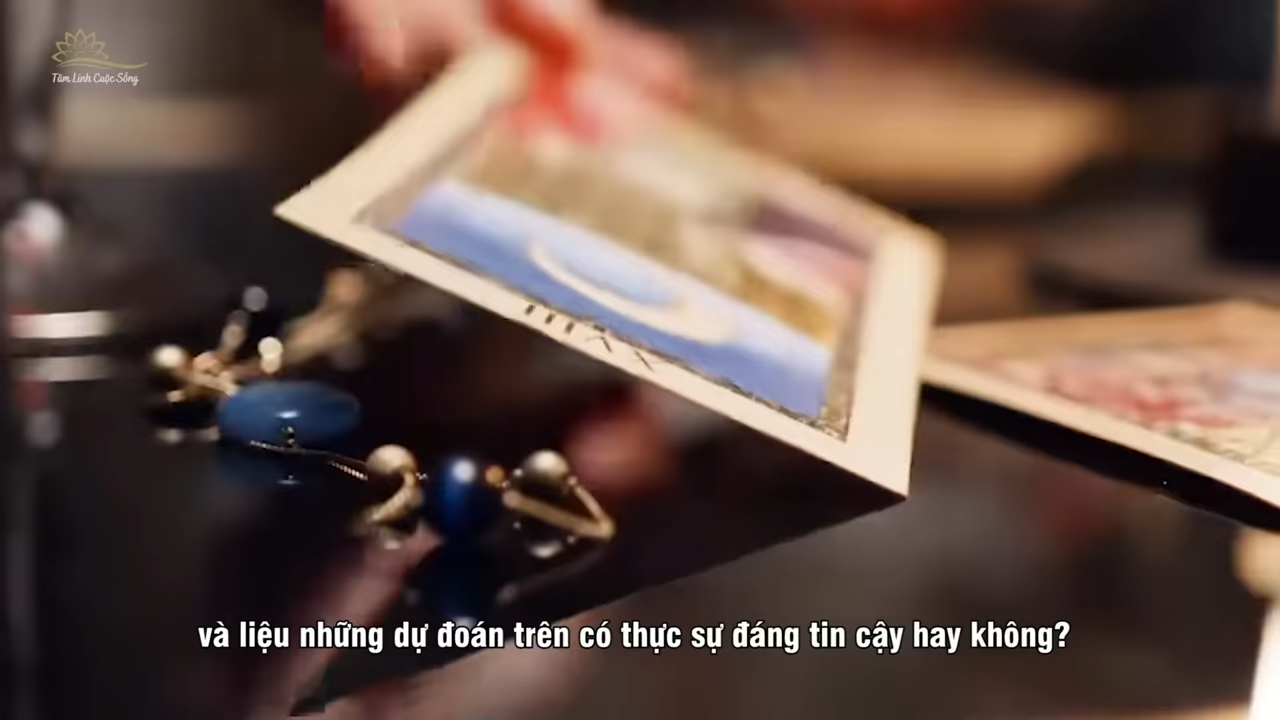 Tâm Linh Cuộc Sống
và liệu những dự đoán trên có thực sự đáng tin cậy hay không?